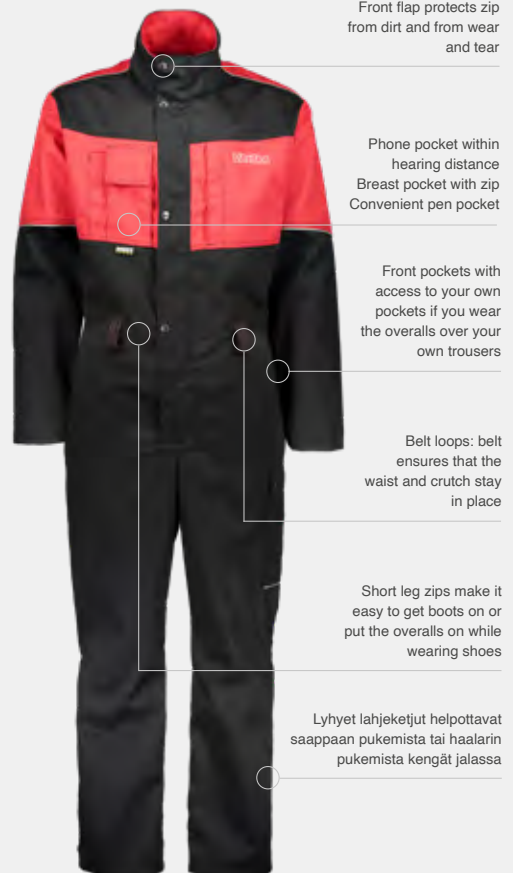 Front flap protects zip
from dirt and from wear
and tear
Phone pocket within
hearing distance
Breast pocket with zip
Convenient pen pocket
Front pockets with
access to your own
pockets if you wear
the overalls over your
own trousers
Belt loops: belt
ensures that the
waist and crutch stay
in place
Short leg zips make it
easy to get boots on or
put the overalls on while
wearing shoes
Lyhyet lahjeketjut helpottavat
saappaan pukemista tai haalarin
pukemista kengät jalassa